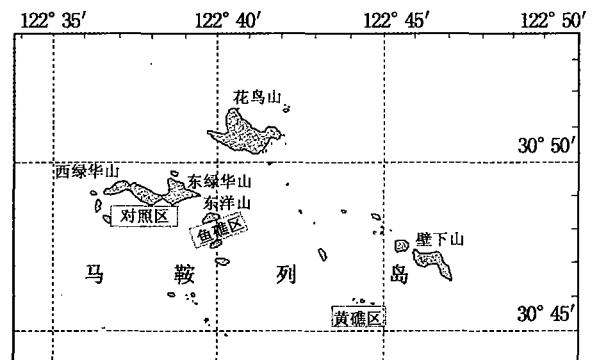 122° 35′ 122° 40′ 122° 45′ 122° 50′
花鸟山
30° 50′
西绿华山
东绿华山
对照区
东洋山
鱼礁区
壁下山
马鞍列岛
黄礁区
30° 45′